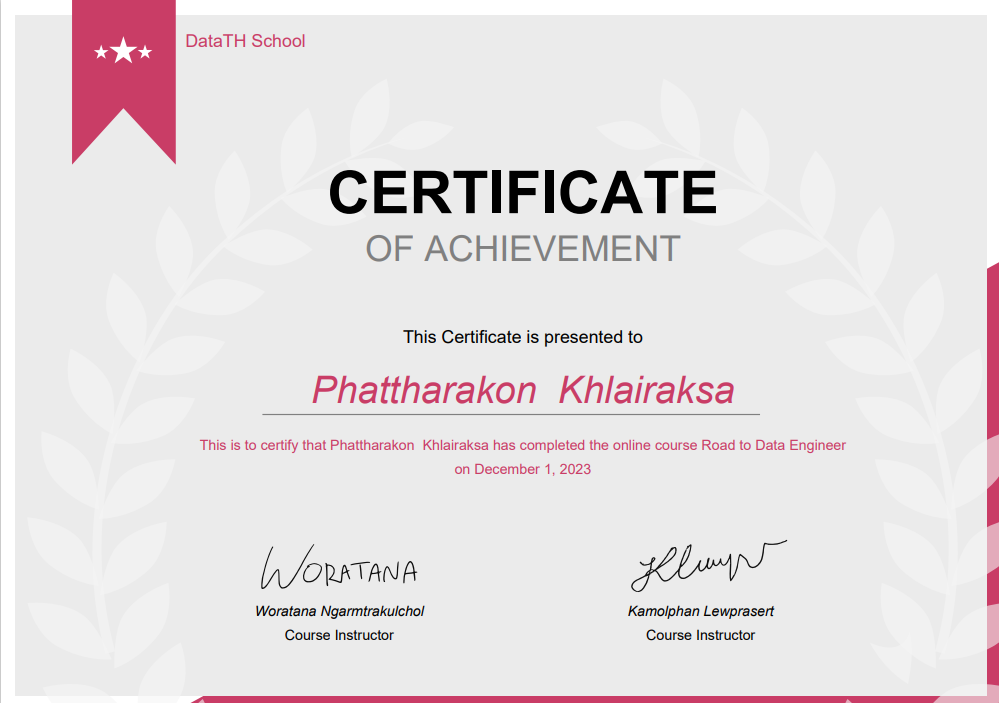 DataTH School
CERTIFICATE
OF ACHIEVEMENT
This Certificate is presented to
Phattharakon Khlairaksa
This is to certify that Phattharakon Khlairaksa has completed the online course Road to Data Engineer
on December 1, 2023
WORATANA
Woratana Ngarmtrakulchol
Course Instructor
Kamolphan Lewprasert
Course Instructor